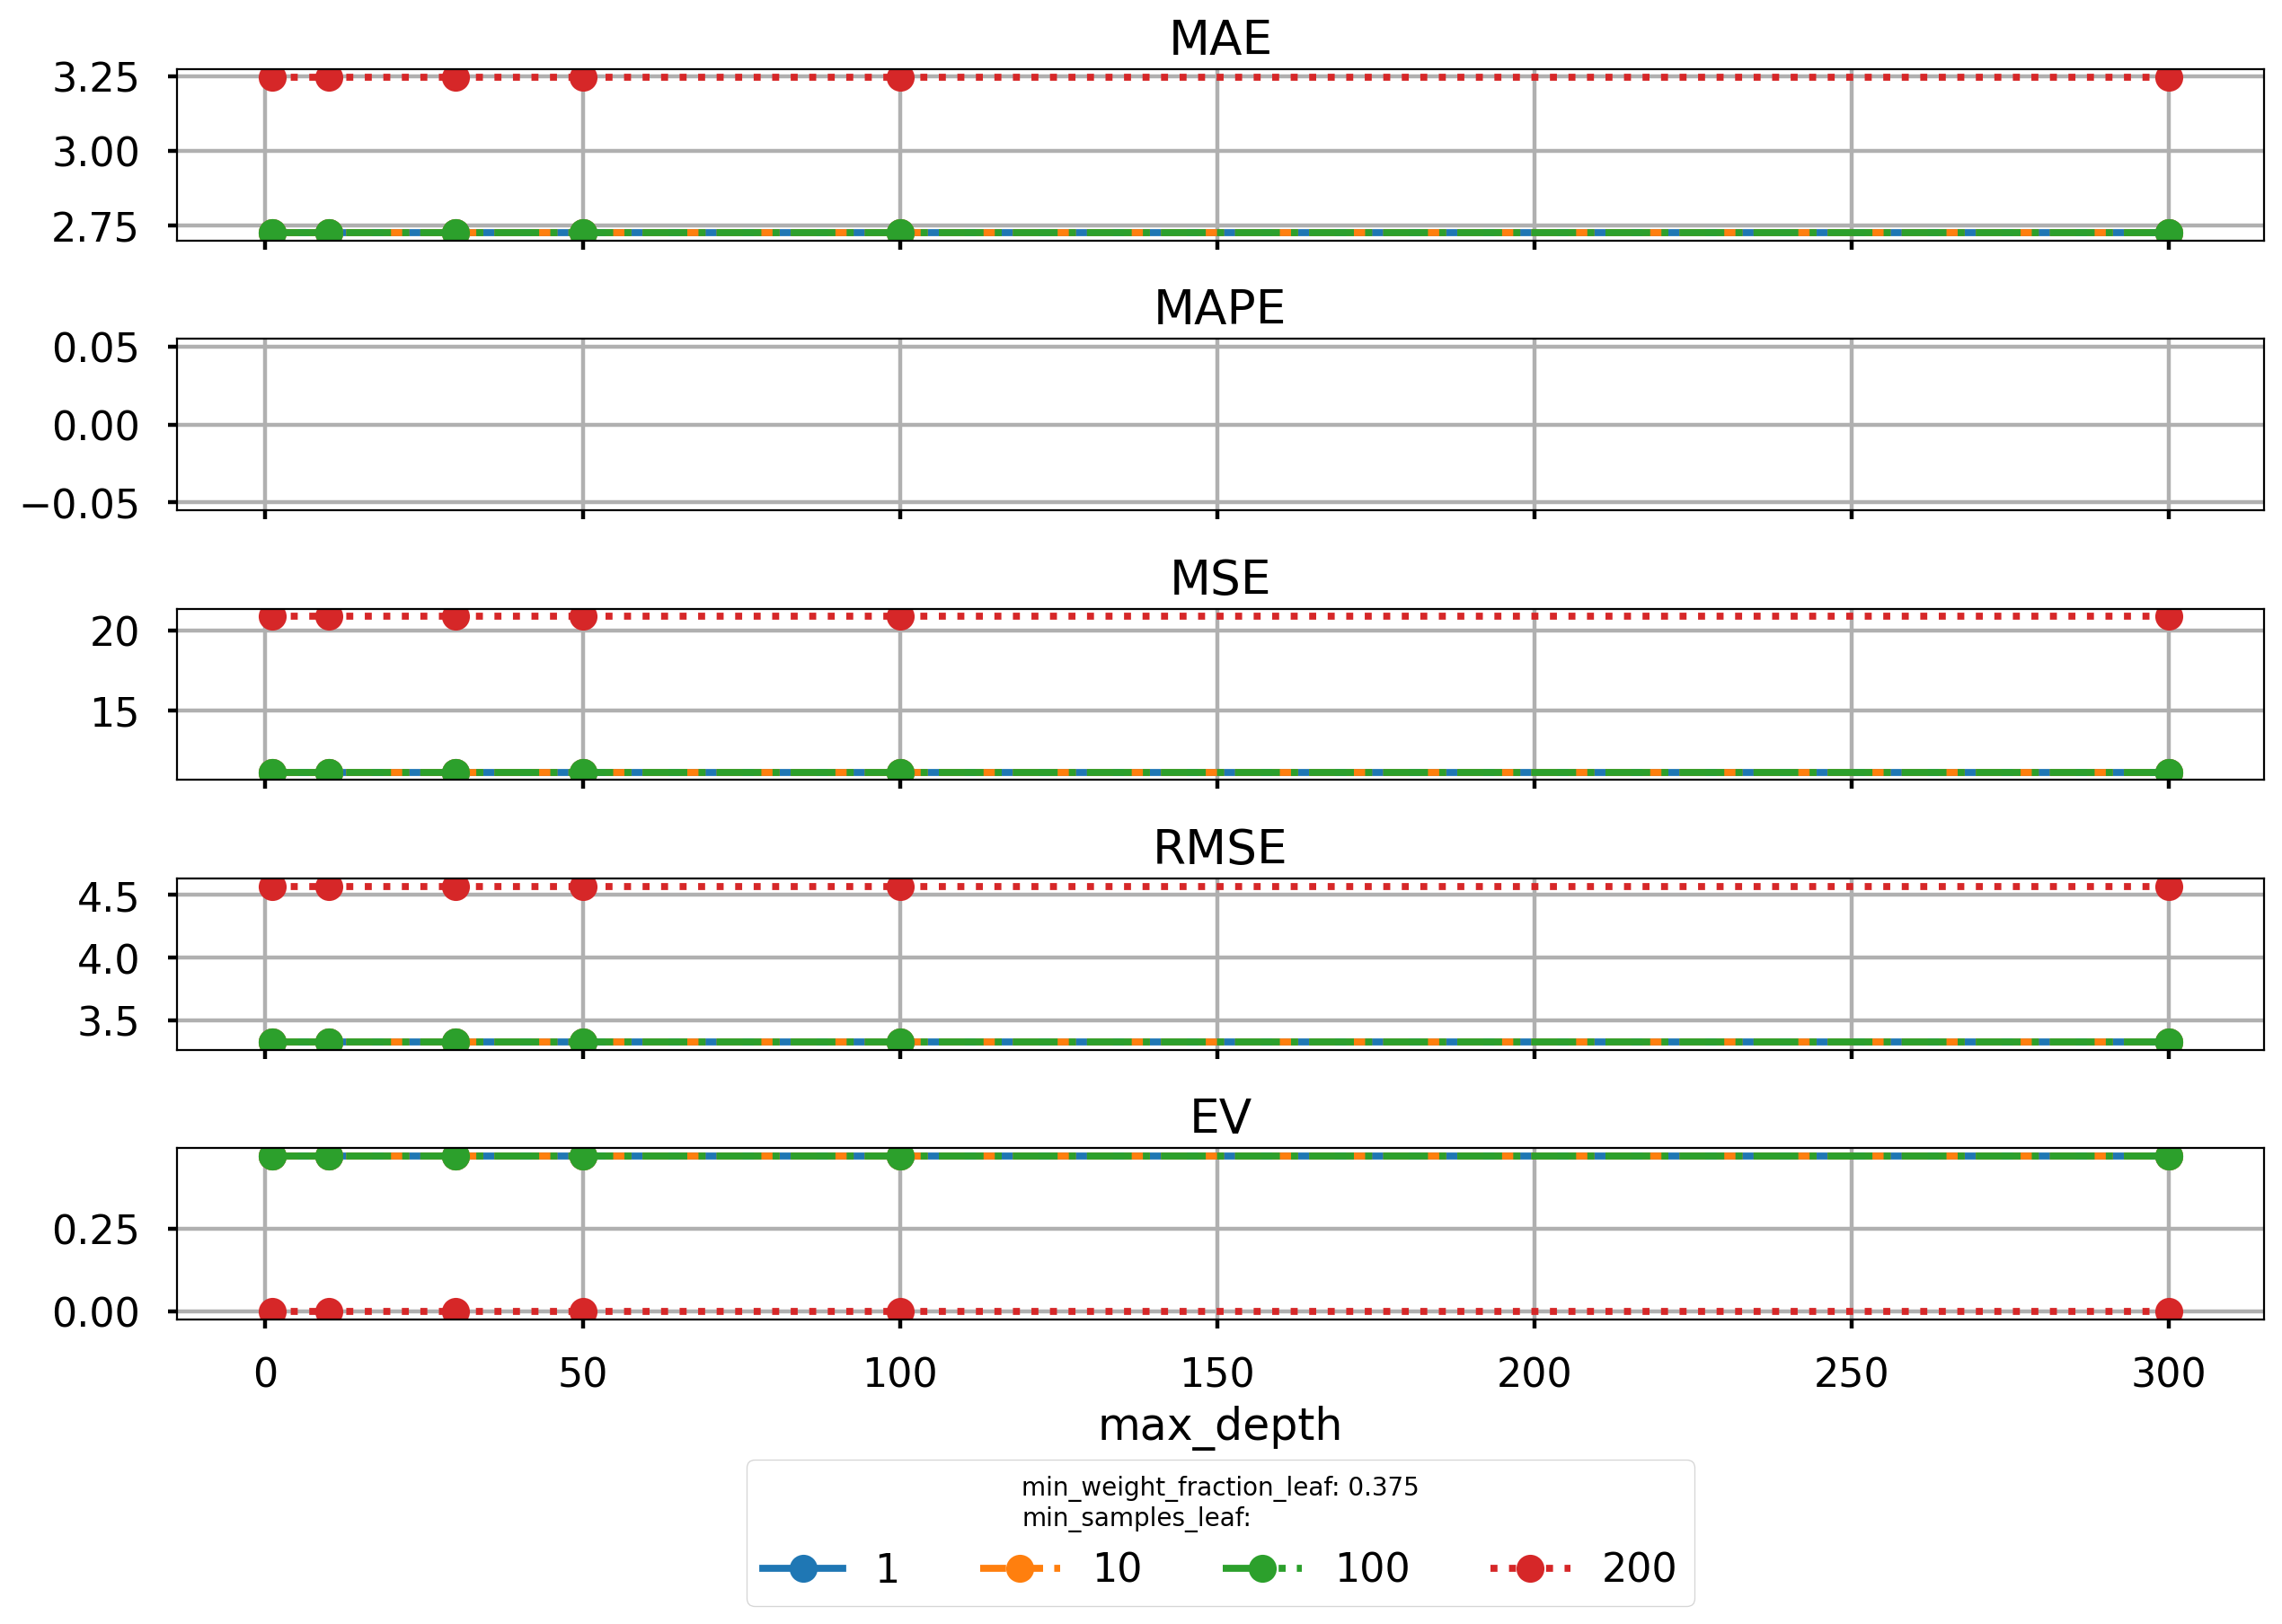 MAE
3.25
3.00
2.75
MAPE
0.05
0.00
−0.05
MSE
20
15
RMSE
4.5
4.0
3.5
EV
0.25
0.00
0 50 100 150 200 250 300
max_depth
min_weight_fraction_leaf: 0.375
min_samples_leaf:
1 10 100 200